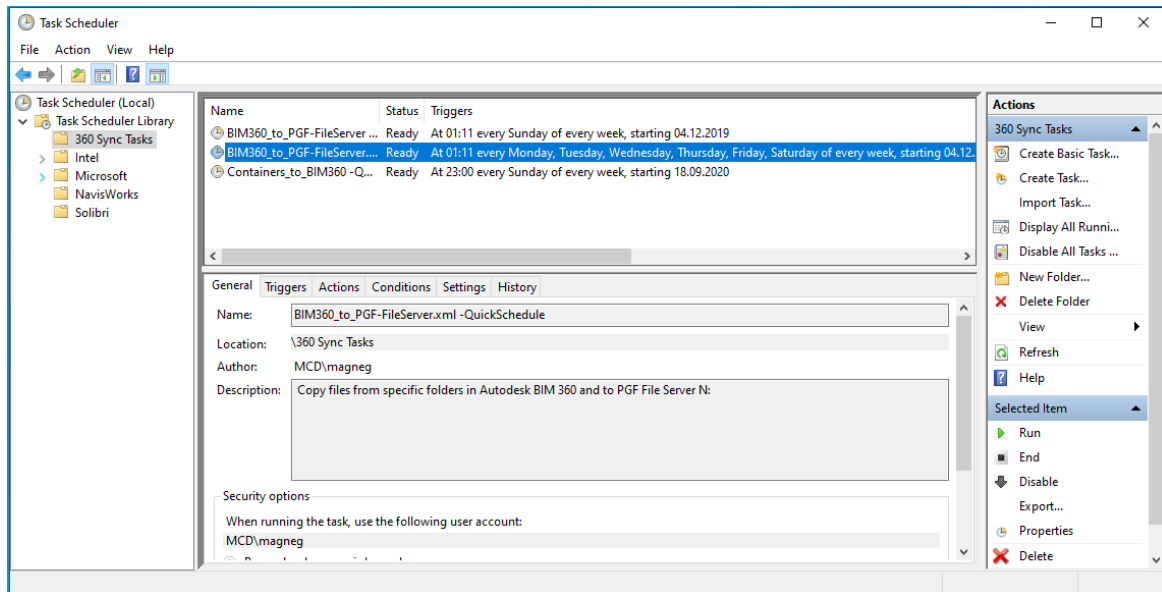 Task Scheduler
File Action View Help
Task Scheduler (Local)
Task Scheduler Library
360 Sync Tasks
Intel
Microsoft
NavisWorks
Solibri
Name Status Triggers
BIM360_to_PGF-FileServer ... Ready At 01:11 every Sunday of every week, starting 04.12.2019
BIM360_to_PGF-FileServer.... Ready At 01:11 every Monday, Tuesday, Wednesday, Thursday, Friday, Saturday of every week, starting 04.12.
Containers_to_BIM360 -Q... Ready At 23:00 every Sunday of every week, starting 18.09.2020
General Triggers Actions Conditions Settings History
Name: BIM360_to_PGF-FileServer.xml -QuickSchedule
Location: \360 Sync Tasks
Author: MCD\magneg
Description: Copy files from specific folders in Autodesk BIM 360 and to PGF File Server N:
Security options
When running the task, use the following user account:
MCD\magneg
Actions
360 Sync Tasks
Create Basic Task...
Create Task...
Import Task...
Display All Runni...
Disable All Tasks ...
New Folder...
Delete Folder
View
Refresh
Help
Selected Item
Run
End
Disable
Export...
Properties
Delete